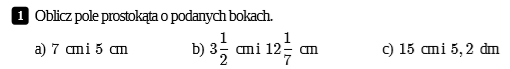 1 Oblicz pole prostokąta o podanych bokach.
a) 7 cm i 5 cm b) 3 1/2 cm i 12 1/7 cm c) 15 cm i 5,2 dm